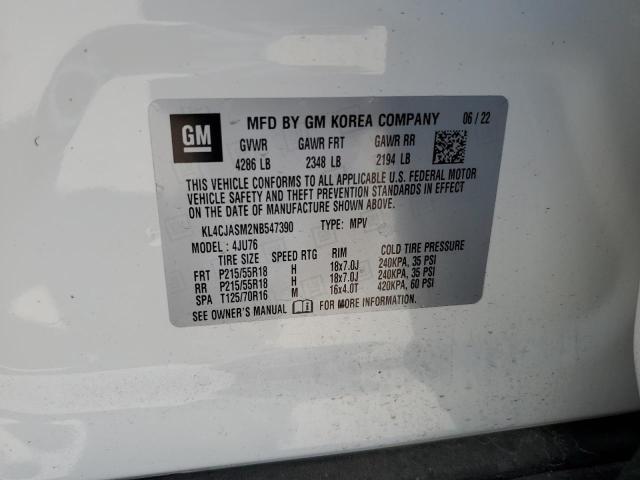 GM
MFD BY GM KOREA COMPANY 06 / 22
GVWR GAWR FRT GAWR RR
4286 LB 2348 LB 2194 LB
THIS VEHICLE CONFORMS TO ALL APPLICABLE U.S. FEDERAL MOTOR
VEHICLE SAFETY AND THEFT PREVENTION STANDARDS IN EFFECT
ON THE DATE OF MANUFACTURE SHOWN ABOVE.
KL4CJASM2NB547390 TYPE: MPV
MODEL: 4JU76
TIRE SIZE SPEED RTG RIM COLD TIRE PRESSURE
FRT P215/55R18 H 18x7.0J 240KPA, 35 PSI
RR P215/55R18 H 18x7.0J 240KPA, 35 PSI
SPA T125/70R16 M 16x4.0T 420KPA, 60 PSI
SEE OWNER'S MANUAL FOR MORE INFORMATION.